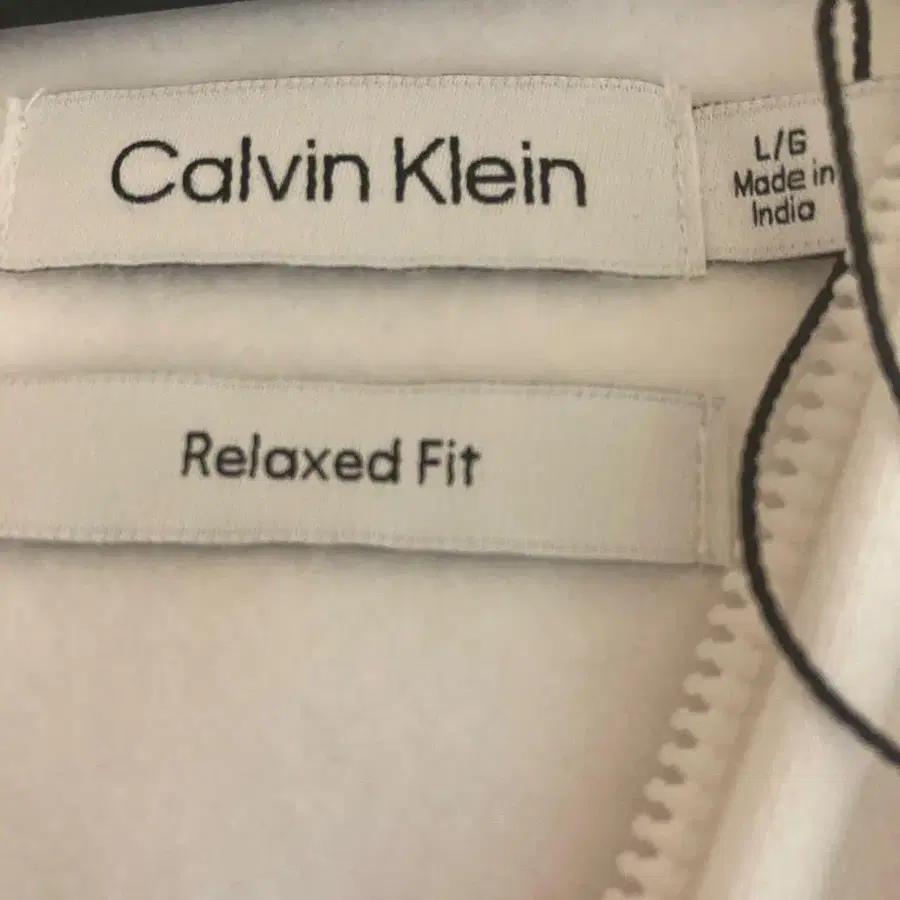 Calvin Klein
L/G
Made in
India
Relaxed Fit